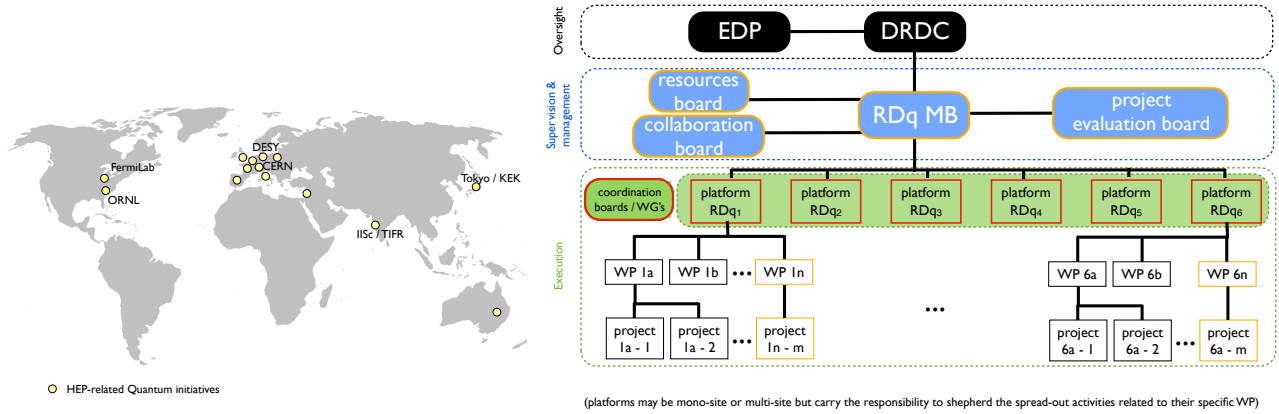 FermiLab
ORNL
DESY
CERN
Tokyo / KEK
IISc / TIFR
HEP-related Quantum initiatives
Oversight
EDP
DRDC
Supervision &
management
resources
board
collaboration
board
RDq MB
project
evaluation board
Execution
coordination
boards / WG's
platform
RDq1
platform
RDq2
platform
RDq3
platform
RDq4
platform
RDq5
platform
RDq6
WP 1a
WP 1b
...
WP 1n
WP 6a
WP 6b
...
WP 6n
...
project
1a - 1
project
1a - 2
...
project
1n - m
project
6a - 1
project
6a - 2
...
project
6a - m
(platforms may be mono-site or multi-site but carry the responsibility to shepherd the spread-out activities related to their specific WP)